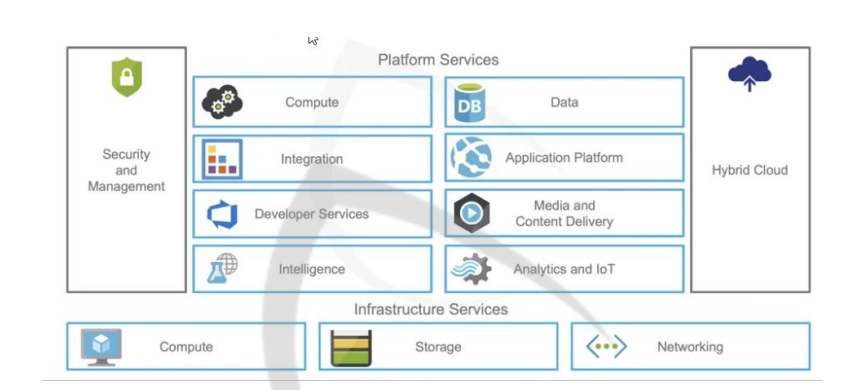 Platform Services
Security
and
Management
Compute
DB
Data
Integration
Application Platform
Hybrid Cloud
Developer Services
Media and
Content Delivery
Intelligence
Analytics and IoT
Infrastructure Services
Compute
Storage
Networking